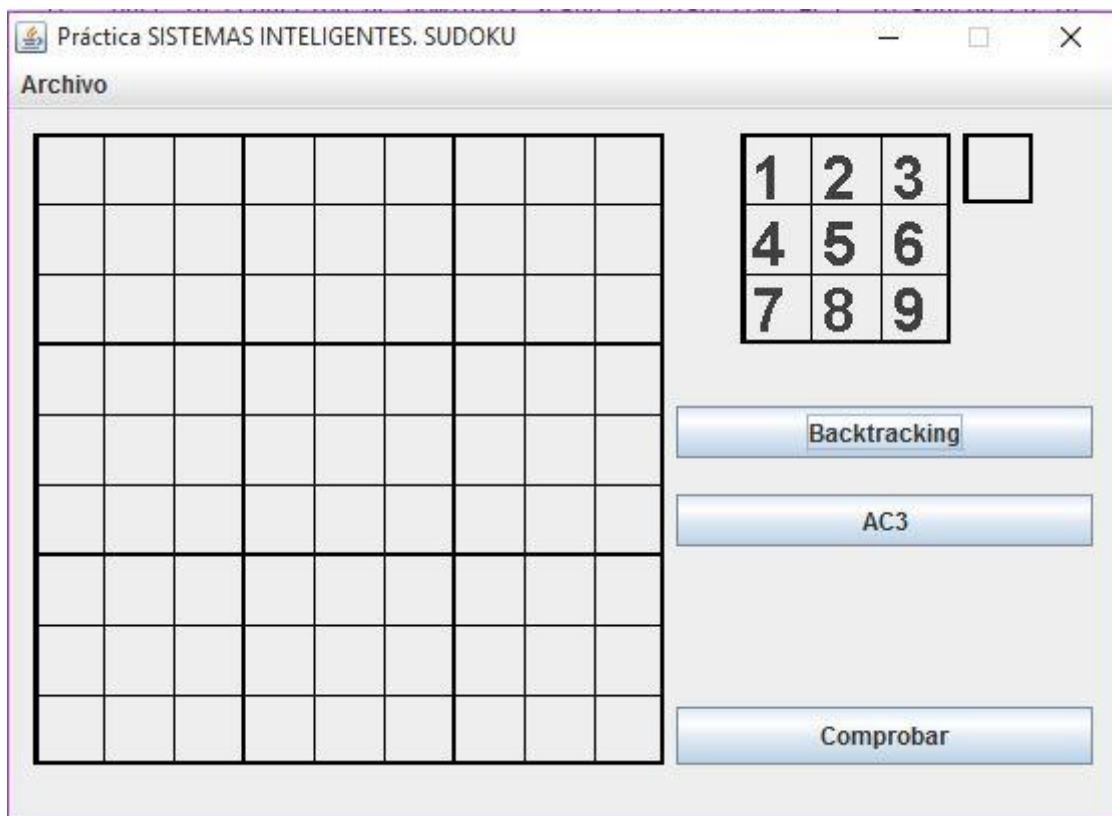 Práctica SISTEMAS INTELIGENTES. SUDOKU
Archivo
1 2 3
4 5 6
7 8 9
Backtracking
AC3
Comprobar